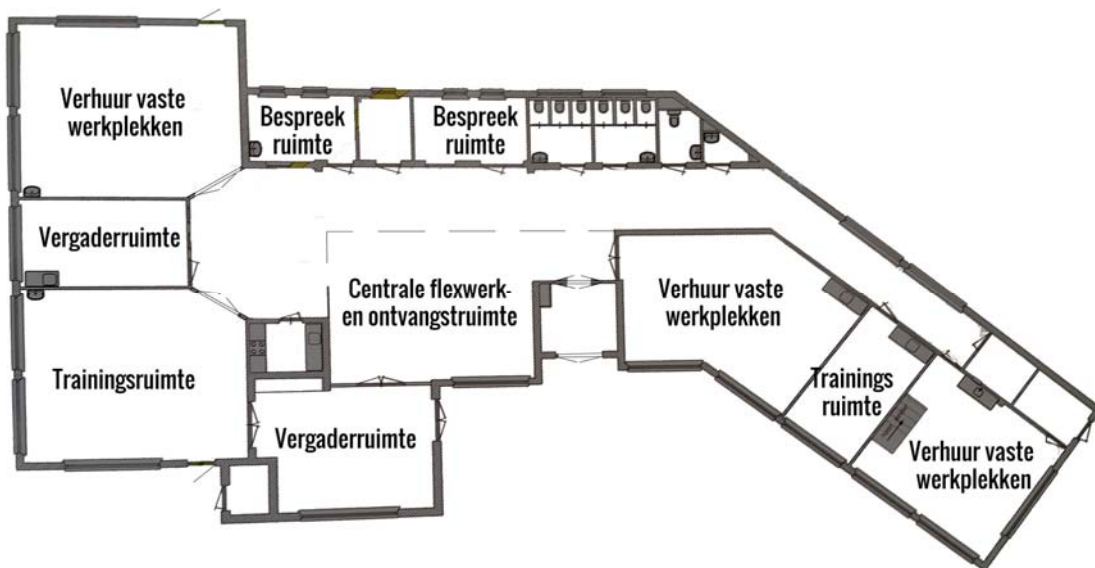 Verhuur vaste
werkplekken
Bespreek
ruimte
Bespreek
ruimte
Vergaderruimte
Centrale flexwerk-
en ontvangstruimte
Verhuur vaste
werkplekken
Trainingsruimte
Trainings
ruimte
Vergaderruimte
Verhuur vaste
werkplekken